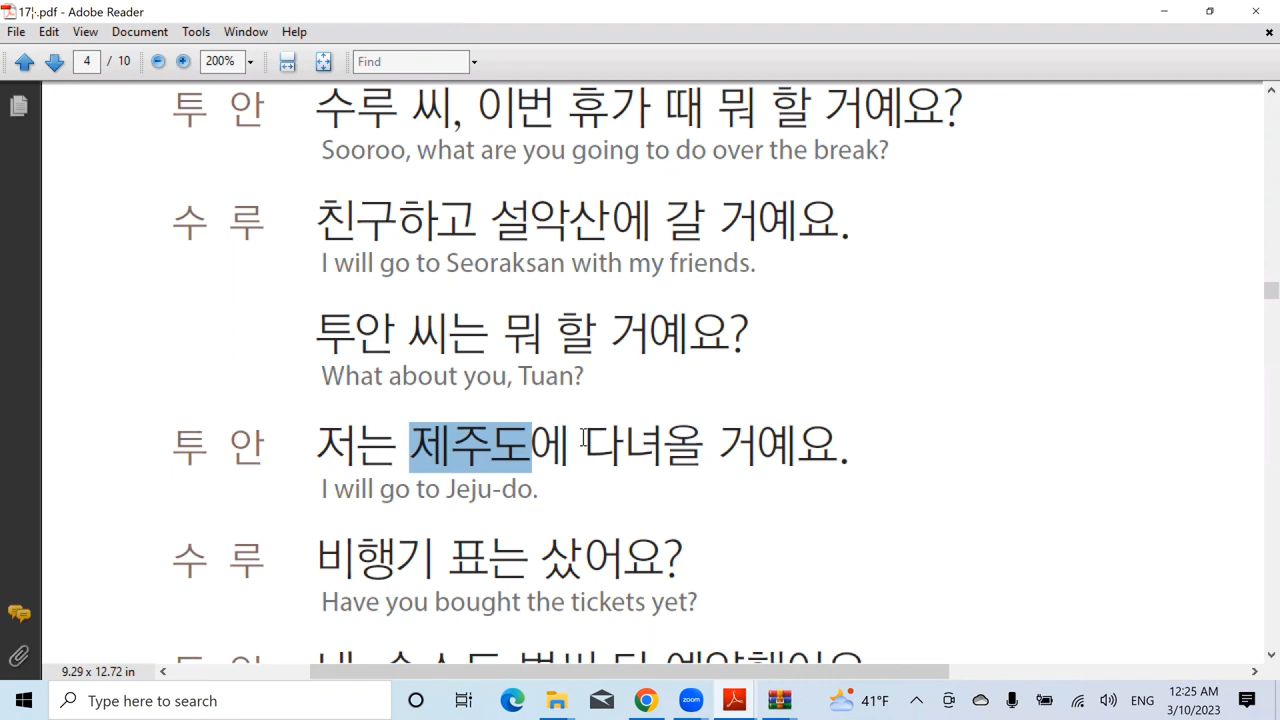 17¦·.pdf - Adobe Reader
File Edit View Document Tools Window Help
4 / 10 200% Find
투 안 수루 씨, 이번 휴가 때 뭐 할 거예요?
Sooroo, what are you going to do over the break?
수 루 친구하고 설악산에 갈 거예요.
I will go to Seoraksan with my friends.
투안 씨는 뭐 할 거예요?
What about you, Tuan?
투 안 저는 제주도에 다녀올 거예요.
I will go to Jeju-do.
수 루 비행기 표는 샀어요?
Have you bought the tickets yet?
9.29 x 12.72 in
Type here to search
zoom
41°F
ENG
12:25 AM
3/10/2023